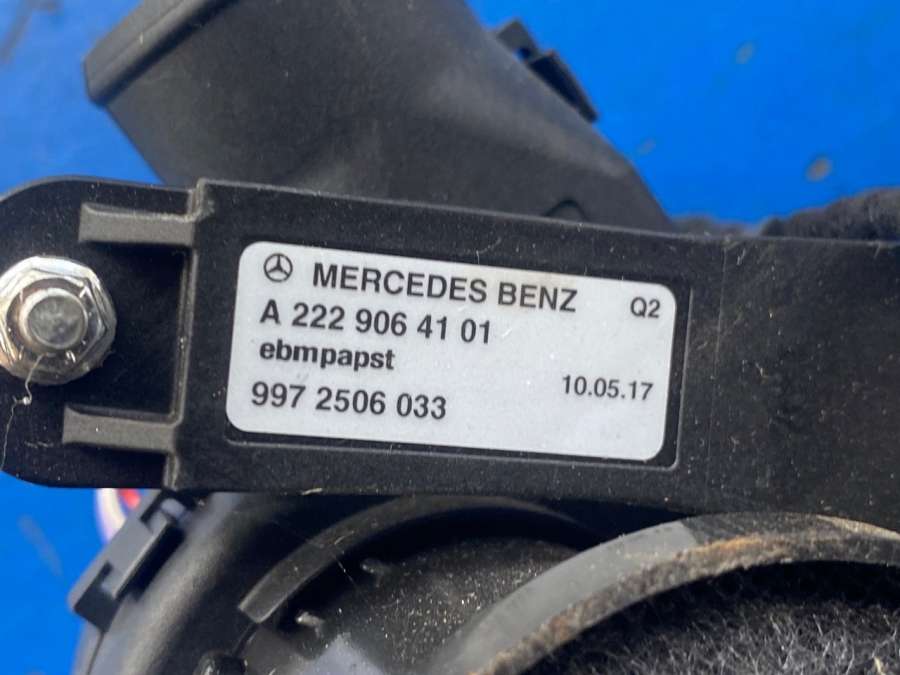 MERCEDES BENZ Q2
A 222 906 41 01
ebmpapst
10.05.17
997 2506 033